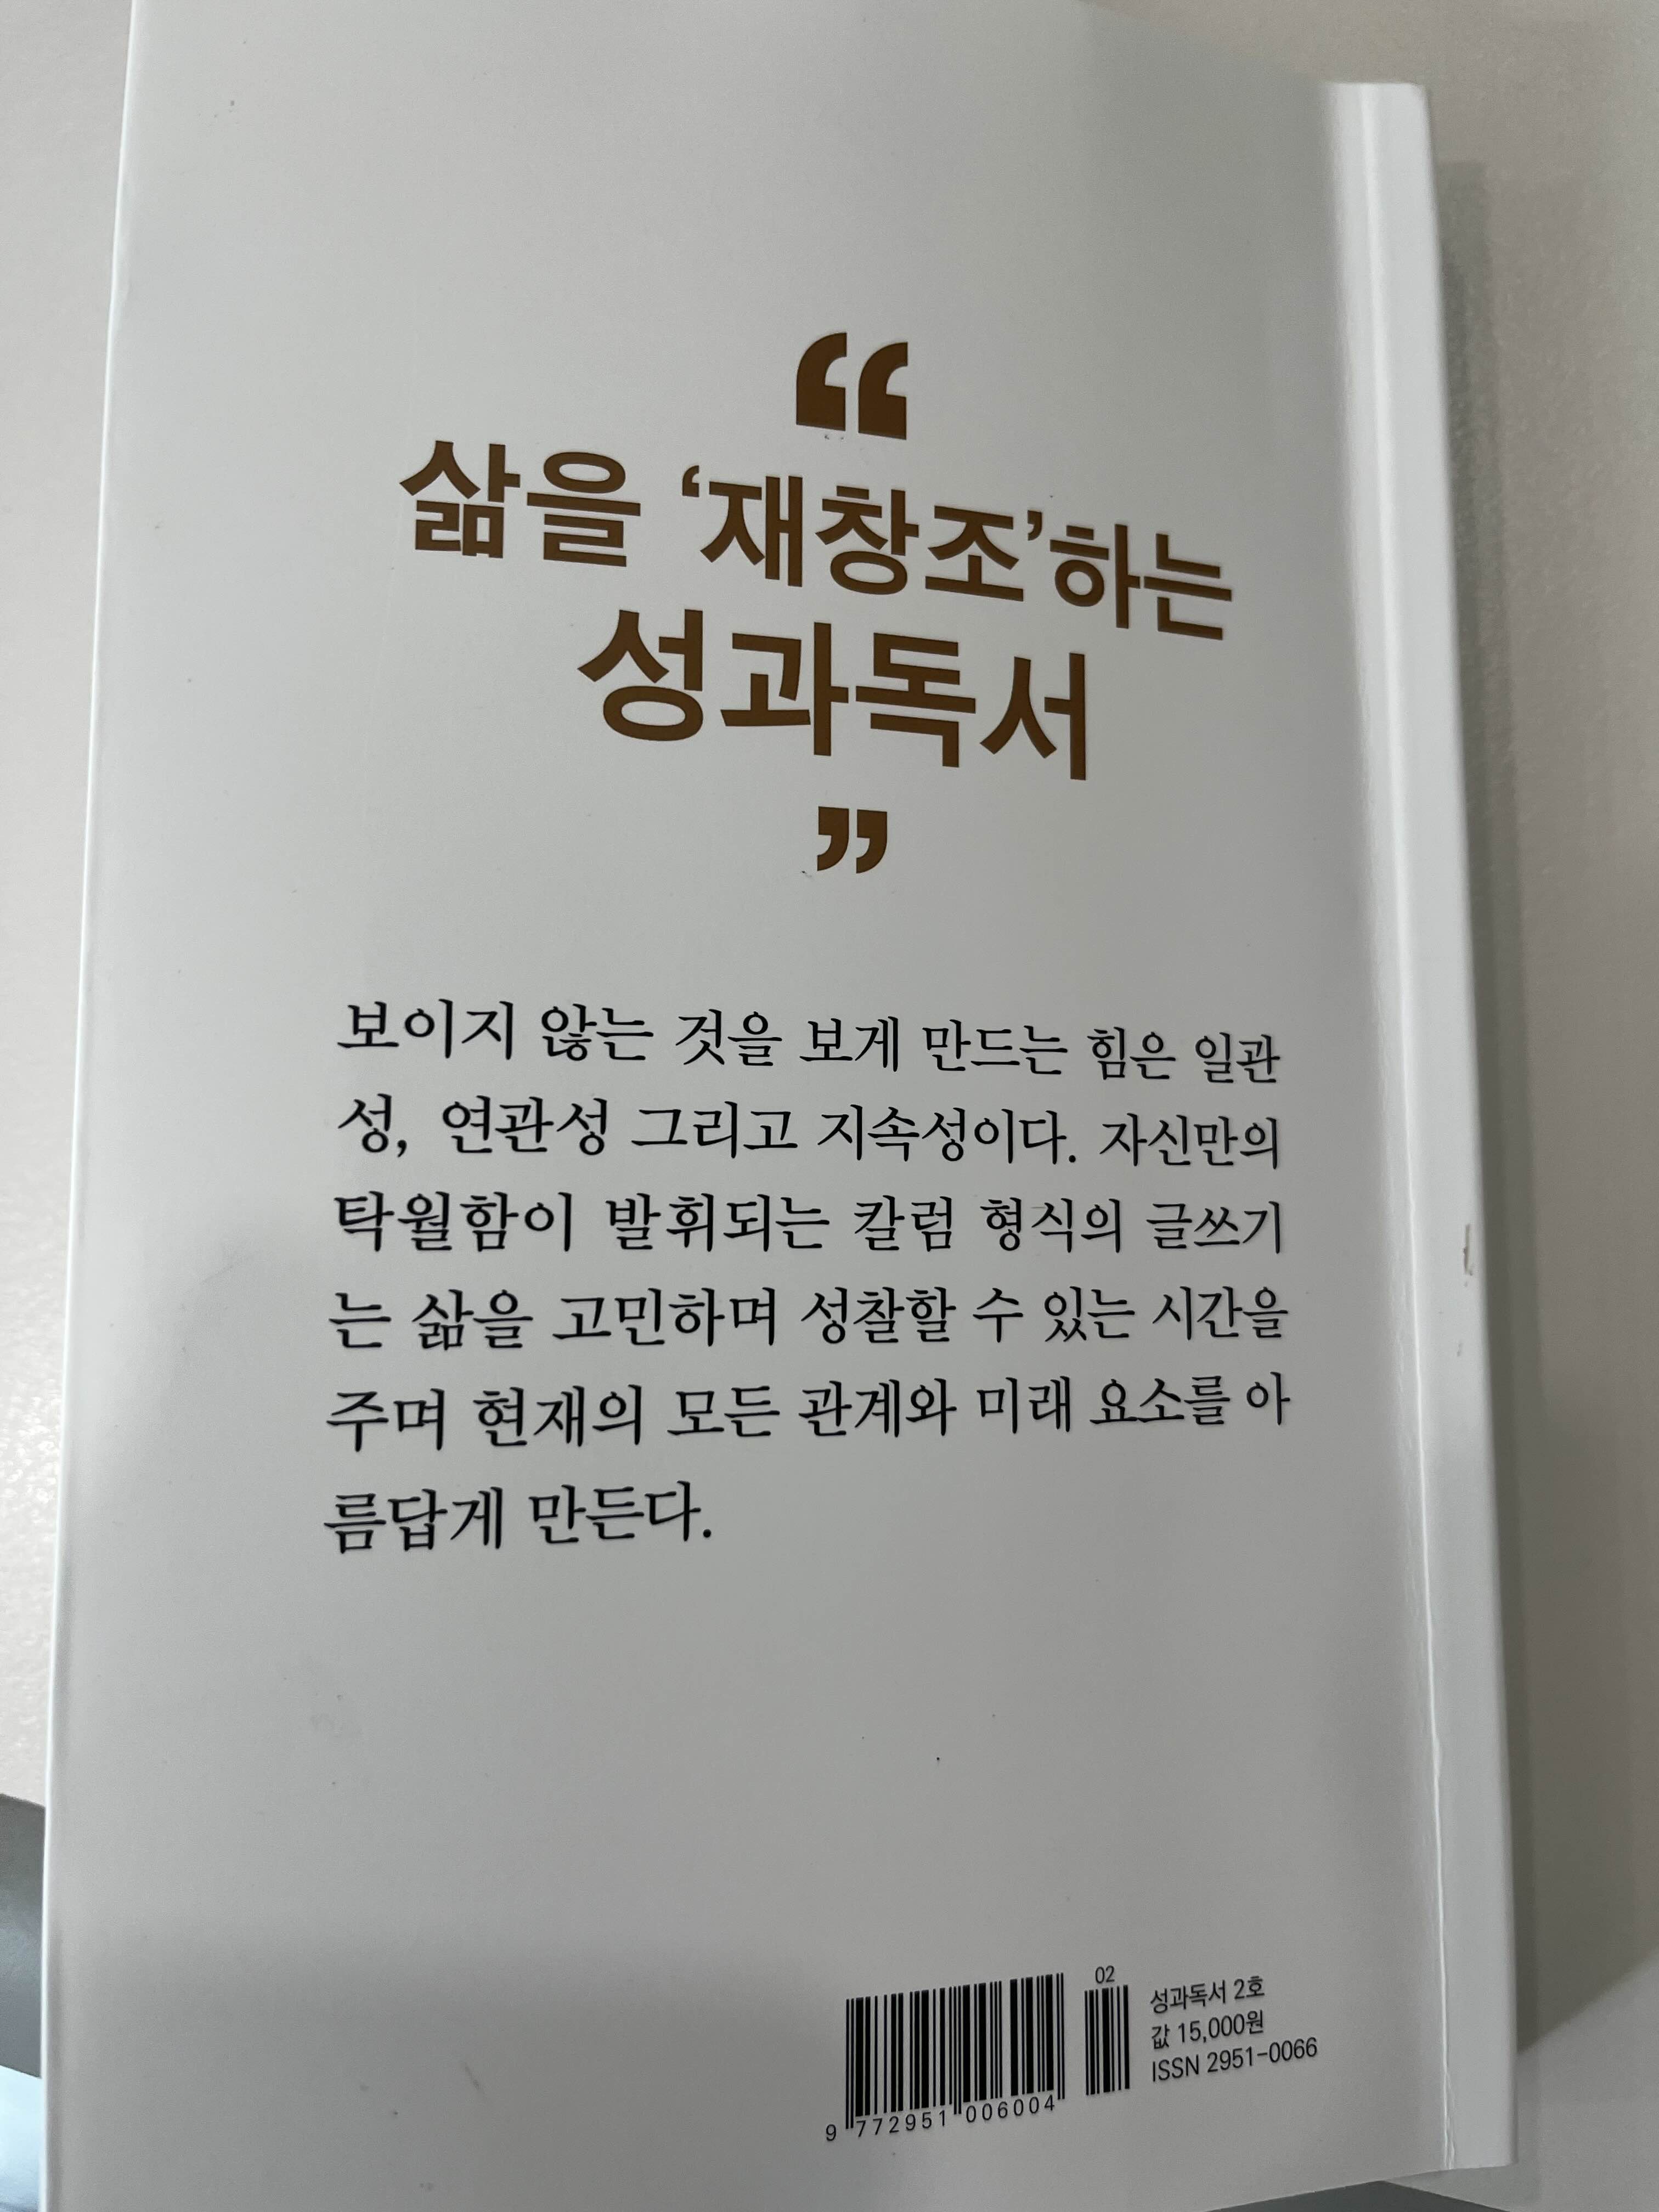 “
삶을 ‘재창조’하는
성과독서
”
보이지 않는 것을 보게 만드는 힘은 일관
성, 연관성 그리고 지속성이다. 자신만의
탁월함이 발휘되는 칼럼 형식의 글쓰기
는 삶을 고민하며 성찰할 수 있는 시간을
주며 현재의 모든 관계와 미래 요소를 아
름답게 만든다.
02
9 772951 006004
성과독서 2호
값 15,000원
ISSN 2951-0066